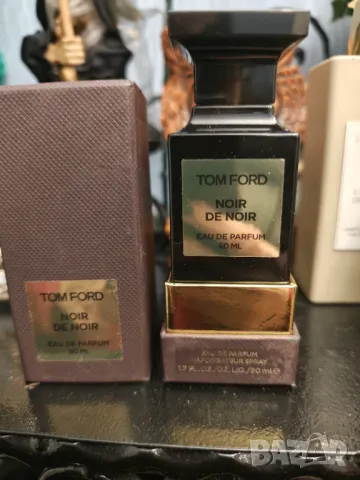 TOM FORD
NOIR
DE NOIR
EAU DE PARFUM
50 ML
TOM FORD
NOIR
DE NOIR
EAU DE PARFUM
50 ML
EAU DE PARFUM
VAPORISATEUR SPRAY
1.7 FL.OZ./OZ. LIQ./50 ml ℮
BAZAR